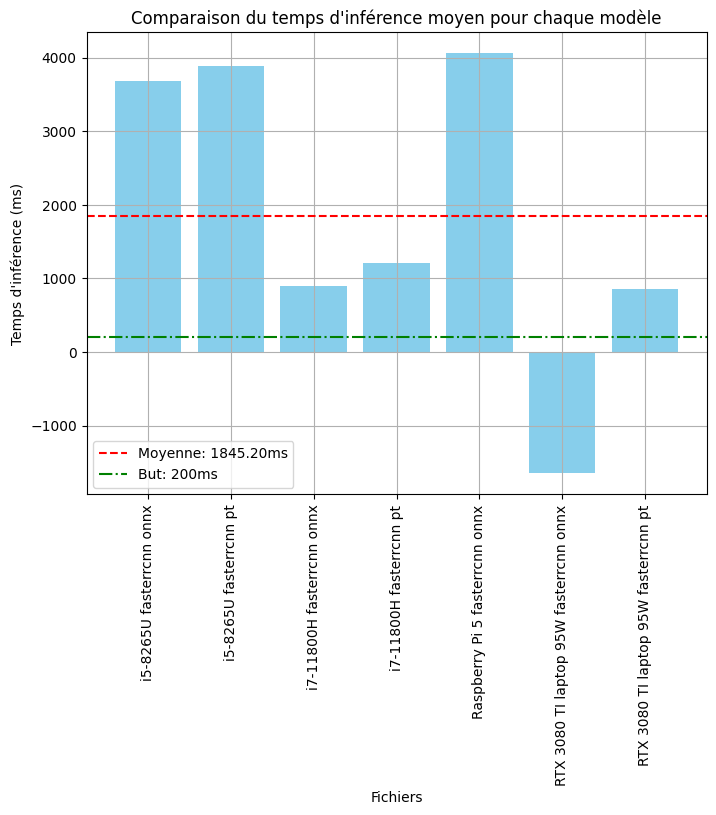 Comparaison du temps d'inférence moyen pour chaque modèle
Temps d'inférence (ms)
4000
3000
2000
1000
0
−1000
Moyenne: 1845.20ms
But: 200ms
i5-8265U fasterrcnn onnx
i5-8265U fasterrcnn pt
i7-11800H fasterrcnn onnx
i7-11800H fasterrcnn pt
Raspberry Pi 5 fasterrcnn onnx
RTX 3080 TI laptop 95W fasterrcnn onnx
RTX 3080 TI laptop 95W fasterrcnn pt
Fichiers